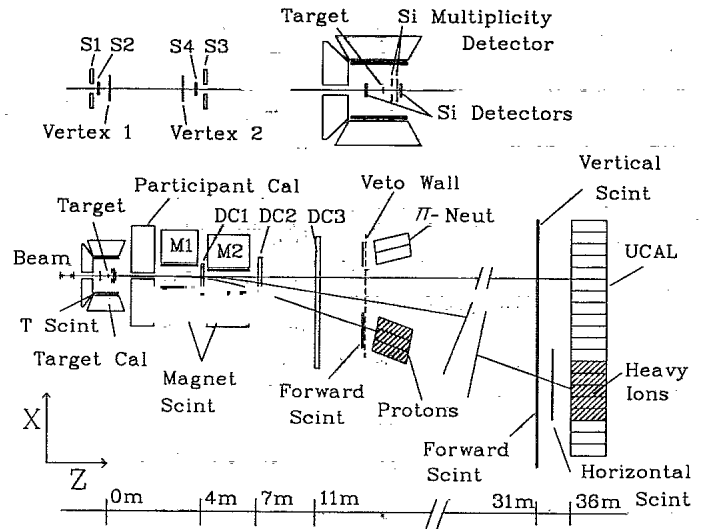 S1 S2 S4 S3
Vertex 1 Vertex 2
Target
Si Multiplicity
Detector
Si Detectors
Participant Cal
Target
Beam
T Scint
Target Cal
M1
M2
DC1 DC2 DC3
Magnet
Scint
Veto Wall
π- Neut
Forward
Scint
Protons
Vertical
Scint
UCAL
Heavy
Ions
Forward
Scint
Horizontal
Scint
X
Z
0m 4m 7m 11m 31m 36m